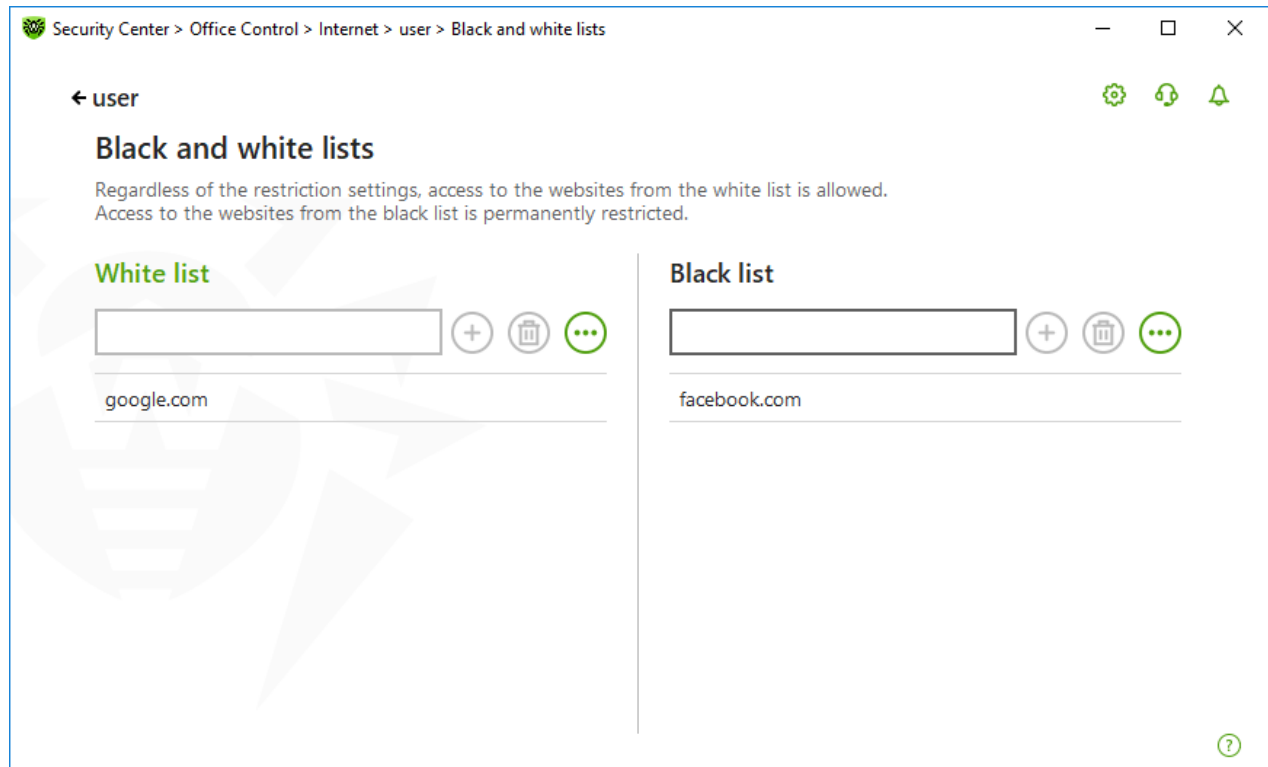 Security Center > Office Control > Internet > user > Black and white lists
user
Black and white lists
Regardless of the restriction settings, access to the websites from the white list is allowed.
Access to the websites from the black list is permanently restricted.
White list
google.com
Black list
facebook.com
?